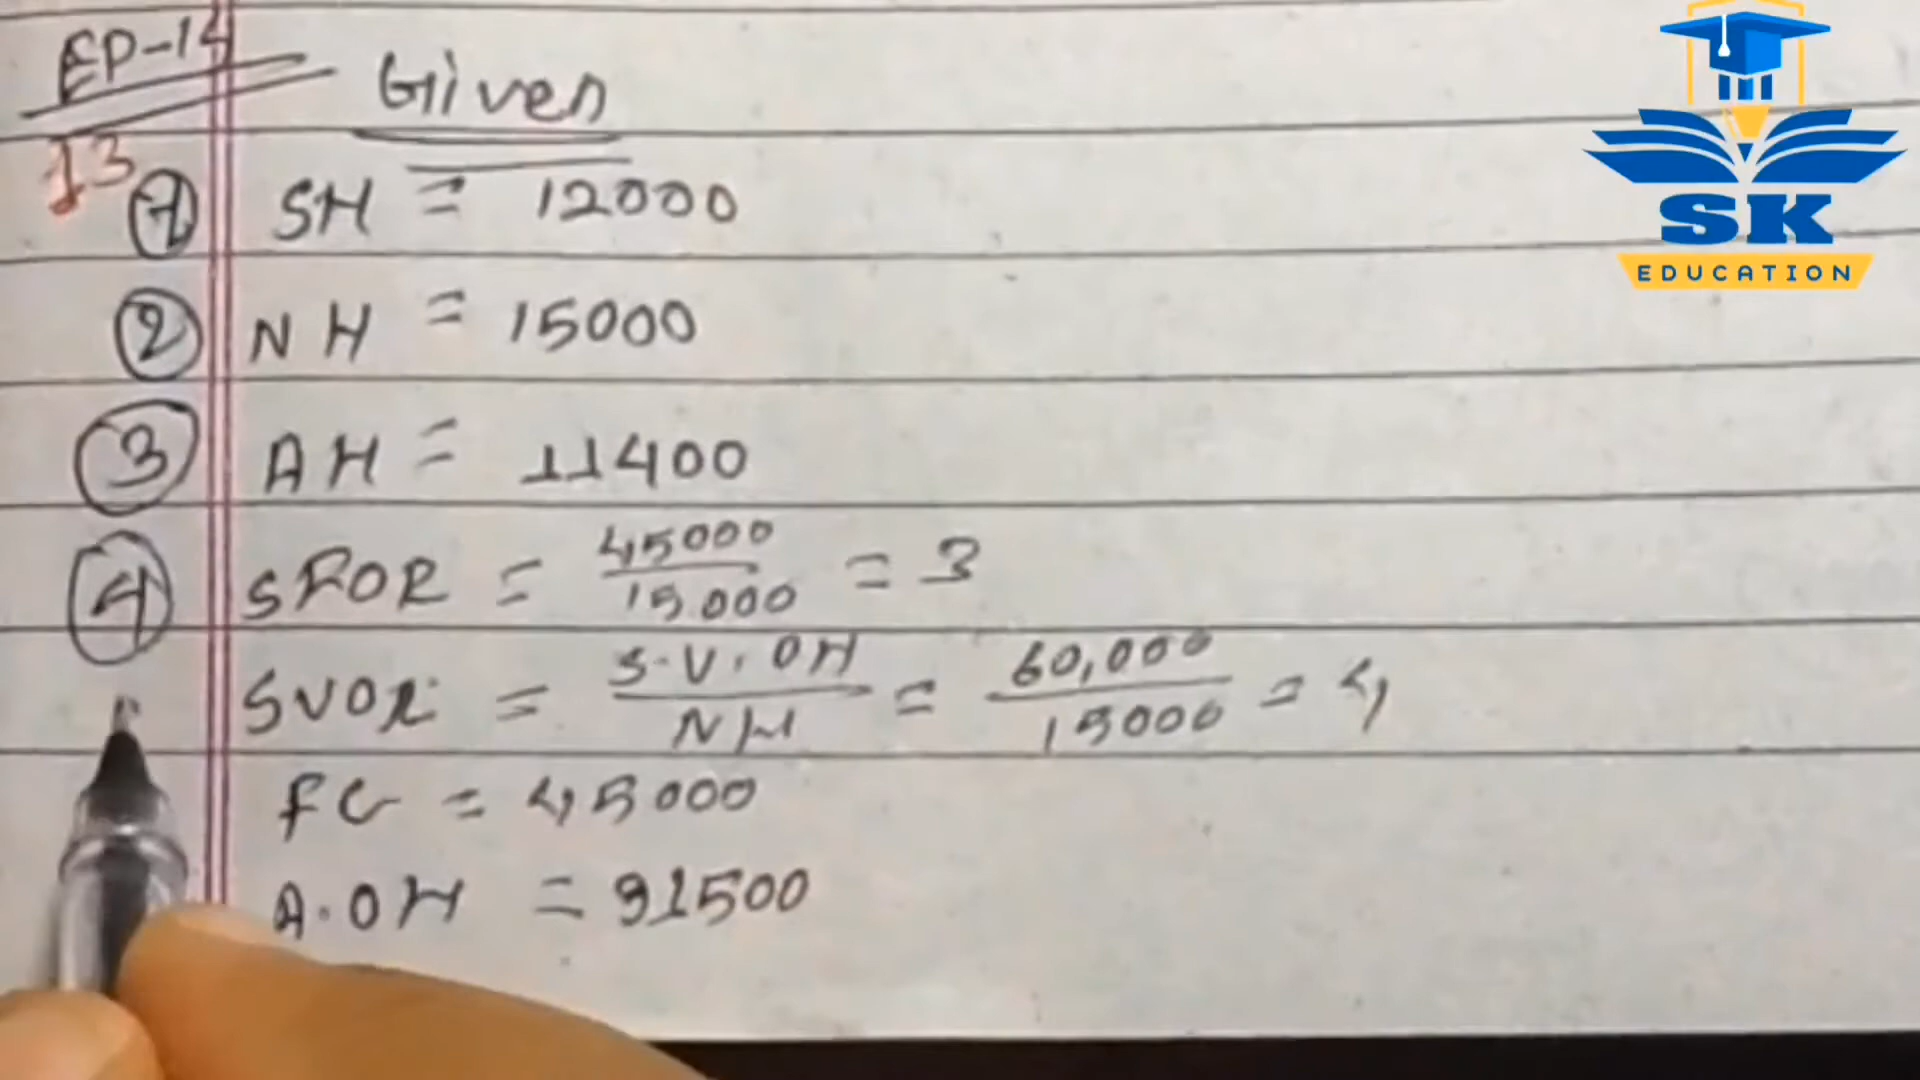 EP-14
Given
13
① SH = 12000
② NH = 15000
③ AH = 11400
④ SFOR = 45000/15000 = 3
SVOR = S.V.OH/NH = 60,000/15000 = 4
FC = 45000
A.OH = 91500
SK
EDUCATION